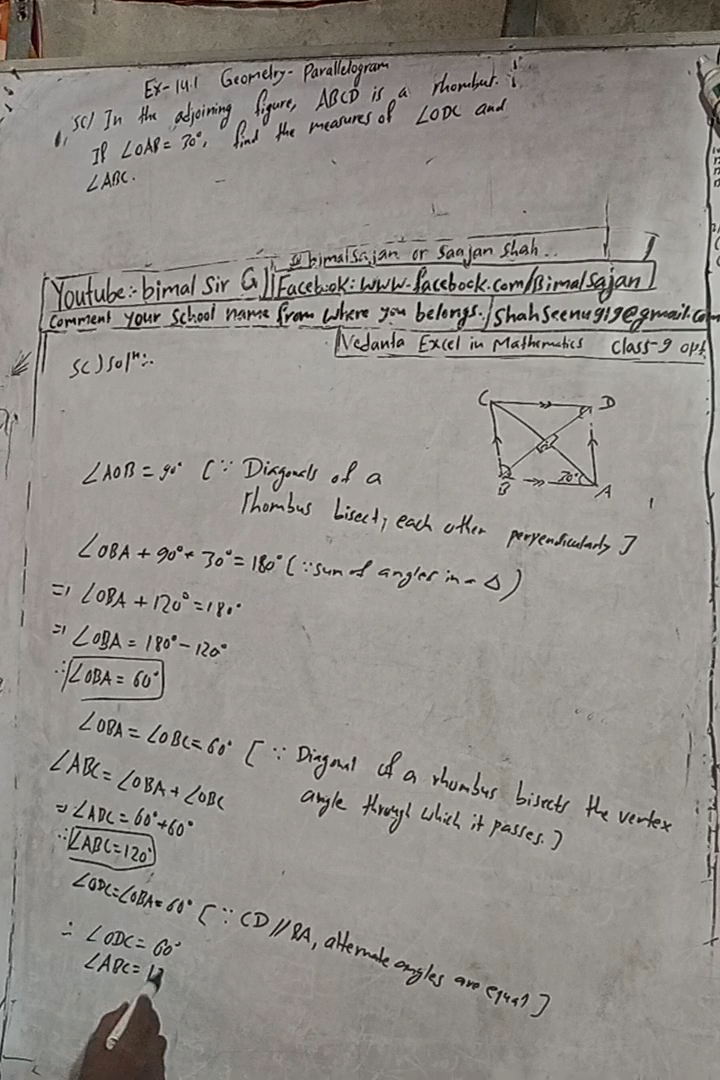 Ex-14.1 Geometry- Parallelogram
5c) In the adjoining figure, ABCD is a rhombus.
If ∠OAB = 30°, find the measures of ∠ODC and
∠ABC.
@bimalsajan or Saajan Shah..
Youtube:- bimal Sir G || Facebook: www.facebook.com/Bimalsajan
Comment your School name from where you belongs./Shahseenu919@gmail.com
Vedanta Excel in Mathematics Class-9 opt.
5c) Solⁿ:-
C D
B 30° A
∠AOB = 90° [∵ Diagonals of a
rhombus bisects each other perpendicularly]
∠OBA + 90° + 30° = 180° (∵ sum of angles in a Δ)
=) ∠OBA + 120° = 180°
=) ∠OBA = 180° - 120°
∴ ∠OBA = 60°
∠OBA = ∠OBC = 60° [∵ Diagonal of a rhombus bisects the vertex
angle through which it passes.]
∠ABC = ∠OBA + ∠OBC
⇒ ∠ABC = 60° + 60°
∴ ∠ABC = 120°
∠ODC = ∠OBA = 60° [∵ CD // BA, alternate angles are equal]
∴ ∠ODC = 60°
∠ABC = 12